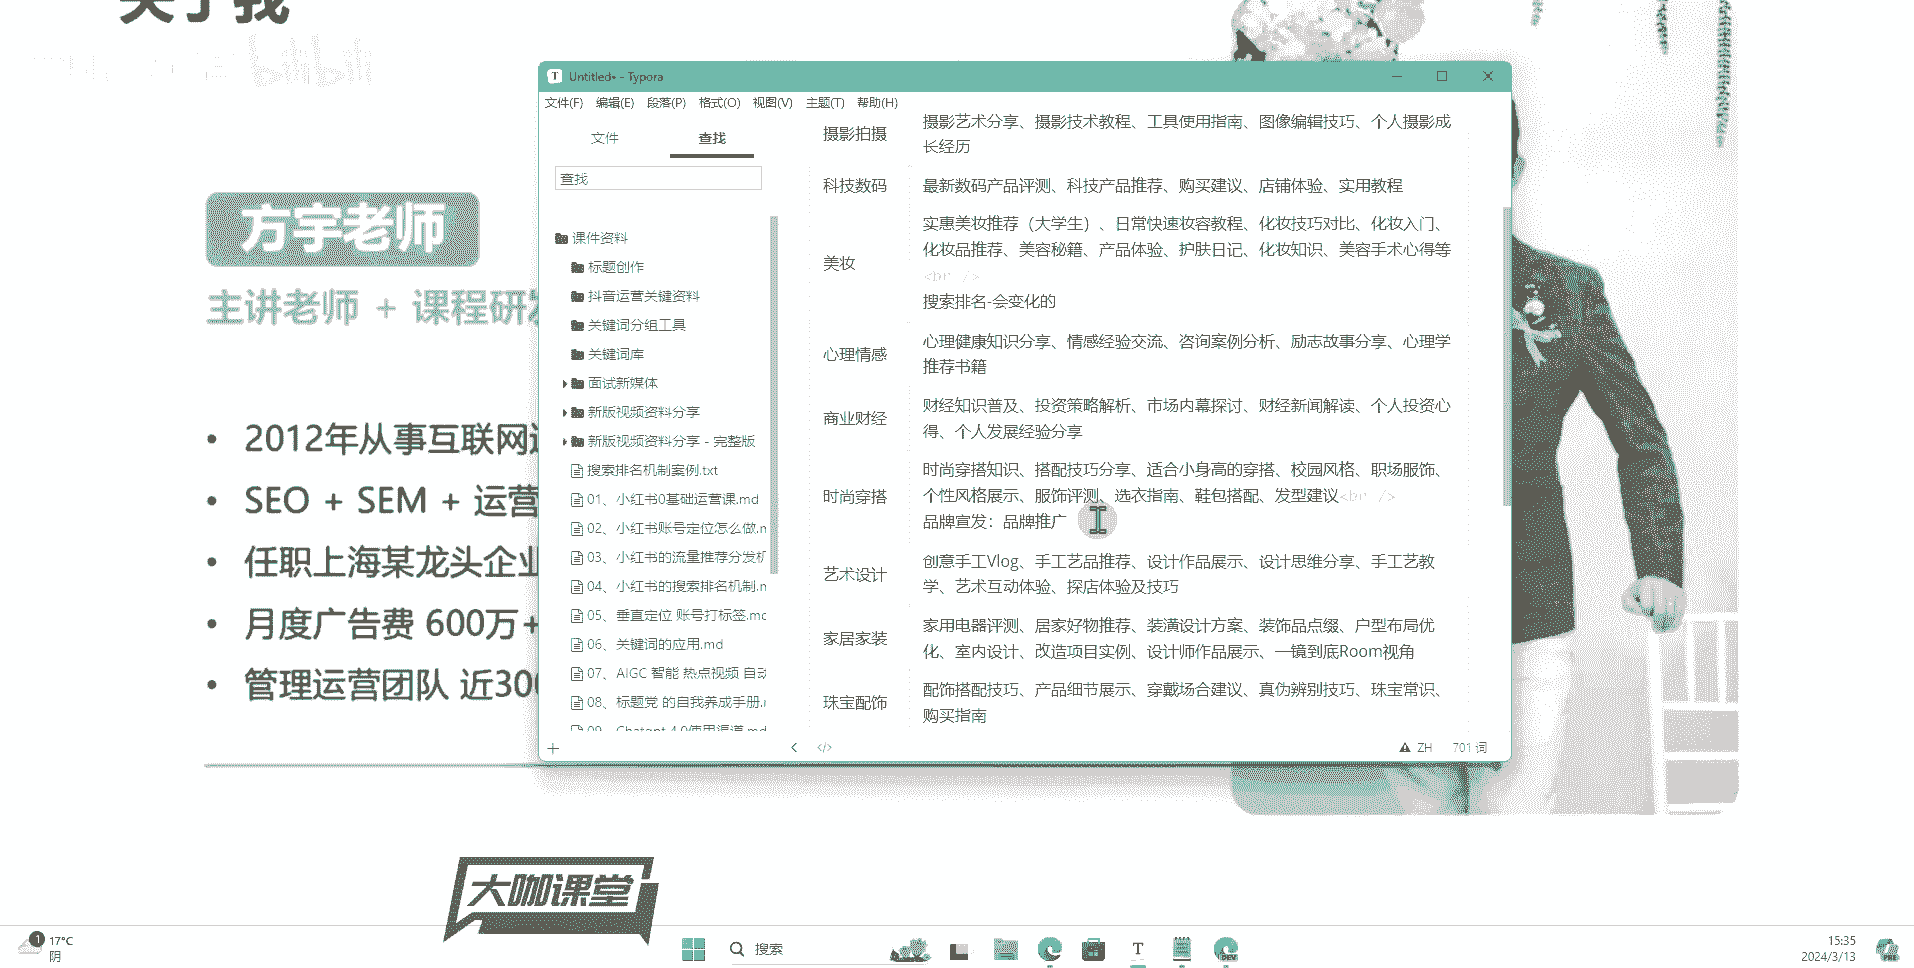 关于我
bilibili
方宇老师
主讲老师 + 课程研发
2012年从事互联网运
SEO + SEM + 运营
任职上海某龙头企业
月度广告费 600万+
管理运营团队 近300
Untitled• - Typora
文件(F) 编辑(E) 段落(P) 格式(O) 视图(V) 主题(T) 帮助(H)
文件 查找
查找
课件资料
标题创作
抖音运营关键资料
关键词分组工具
关键词库
面试新媒体
新版视频资料分享
新版视频资料分享 - 完整版
搜索排名机制案例.txt
01、小红书0基础运营课.md
02、小红书账号定位怎么做.m
03、小红书的流量推荐分发机
04、小红书的搜索排名机制.m
05、垂直定位 账号打标签.md
06、关键词的应用.md
07、AIGC 智能 热点视频 自动
08、标题党 的自我养成手册.
09、Chatgpt 4.0使用渠道.md
摄影拍摄
摄影艺术分享、摄影技术教程、工具使用指南、图像编辑技巧、个人摄影成
长经历
科技数码
最新数码产品评测、科技产品推荐、购买建议、店铺体验、实用教程
美妆
实惠美妆推荐（大学生）、日常快速妆容教程、化妆技巧对比、化妆入门、
化妆品推荐、美容秘籍、产品体验、护肤日记、化妆知识、美容手术心得等
<br />
搜索排名-会变化的
心理情感
心理健康知识分享、情感经验交流、咨询案例分析、励志故事分享、心理学
推荐书籍
商业财经
财经知识普及、投资策略解析、市场内幕探讨、财经新闻解读、个人投资心
得、个人发展经验分享
时尚穿搭
时尚穿搭知识、搭配技巧分享、适合小身高的穿搭、校园风格、职场服饰、
个性风格展示、服饰评测、选衣指南、鞋包搭配、发型建议<br />
品牌宣发：品牌推广
艺术设计
创意手工Vlog、手工艺品推荐、设计作品展示、设计思维分享、手工艺教
学、艺术互动体验、探店体验及技巧
家居家装
家用电器评测、居家好物推荐、装潢设计方案、装饰品点缀、户型布局优
化、室内设计、改造项目实例、设计师作品展示、一镜到底Room视角
珠宝配饰
配饰搭配技巧、产品细节展示、穿戴场合建议、真伪辨别技巧、珠宝常识、
购买指南
</> ZH 701 词
大咖课堂
1 17°C
阴
搜索
T
DEV
15:35
2024/3/13
PRE